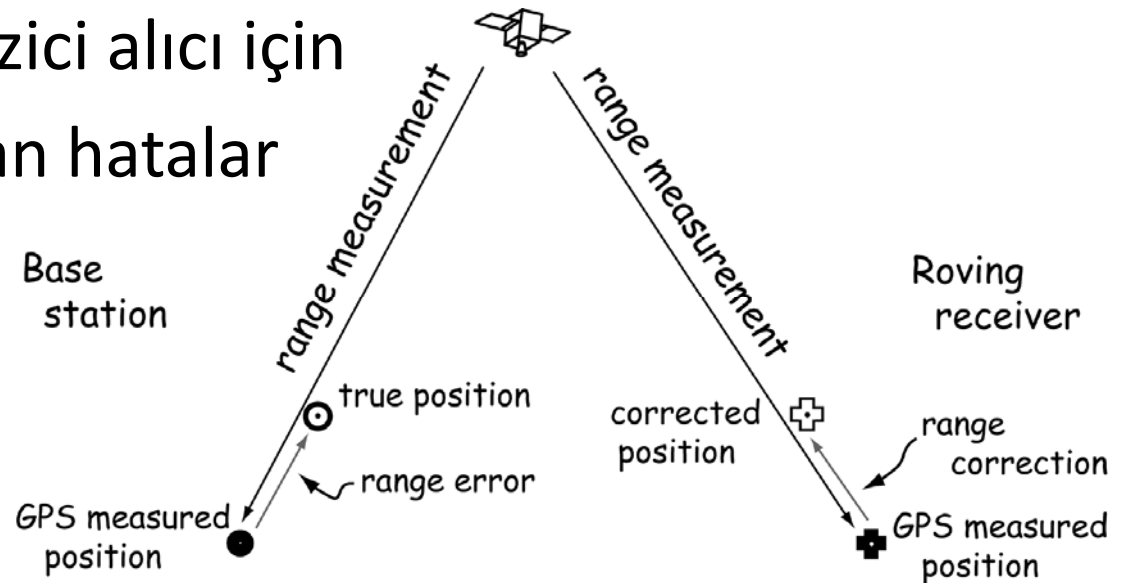 zici alıcı için
hatalar
range measurement
range measurement
Base
station
Roving
receiver
true position
corrected
position
range
correction
range error
GPS measured
position
GPS measured
position